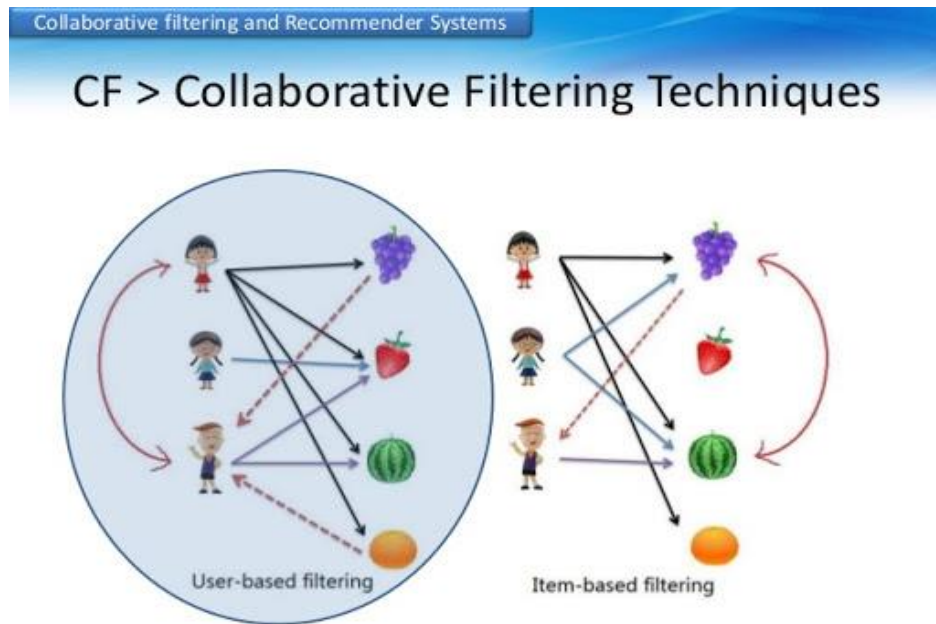 Collaborative filtering and Recommender Systems
CF > Collaborative Filtering Techniques
User-based filtering
Item-based filtering